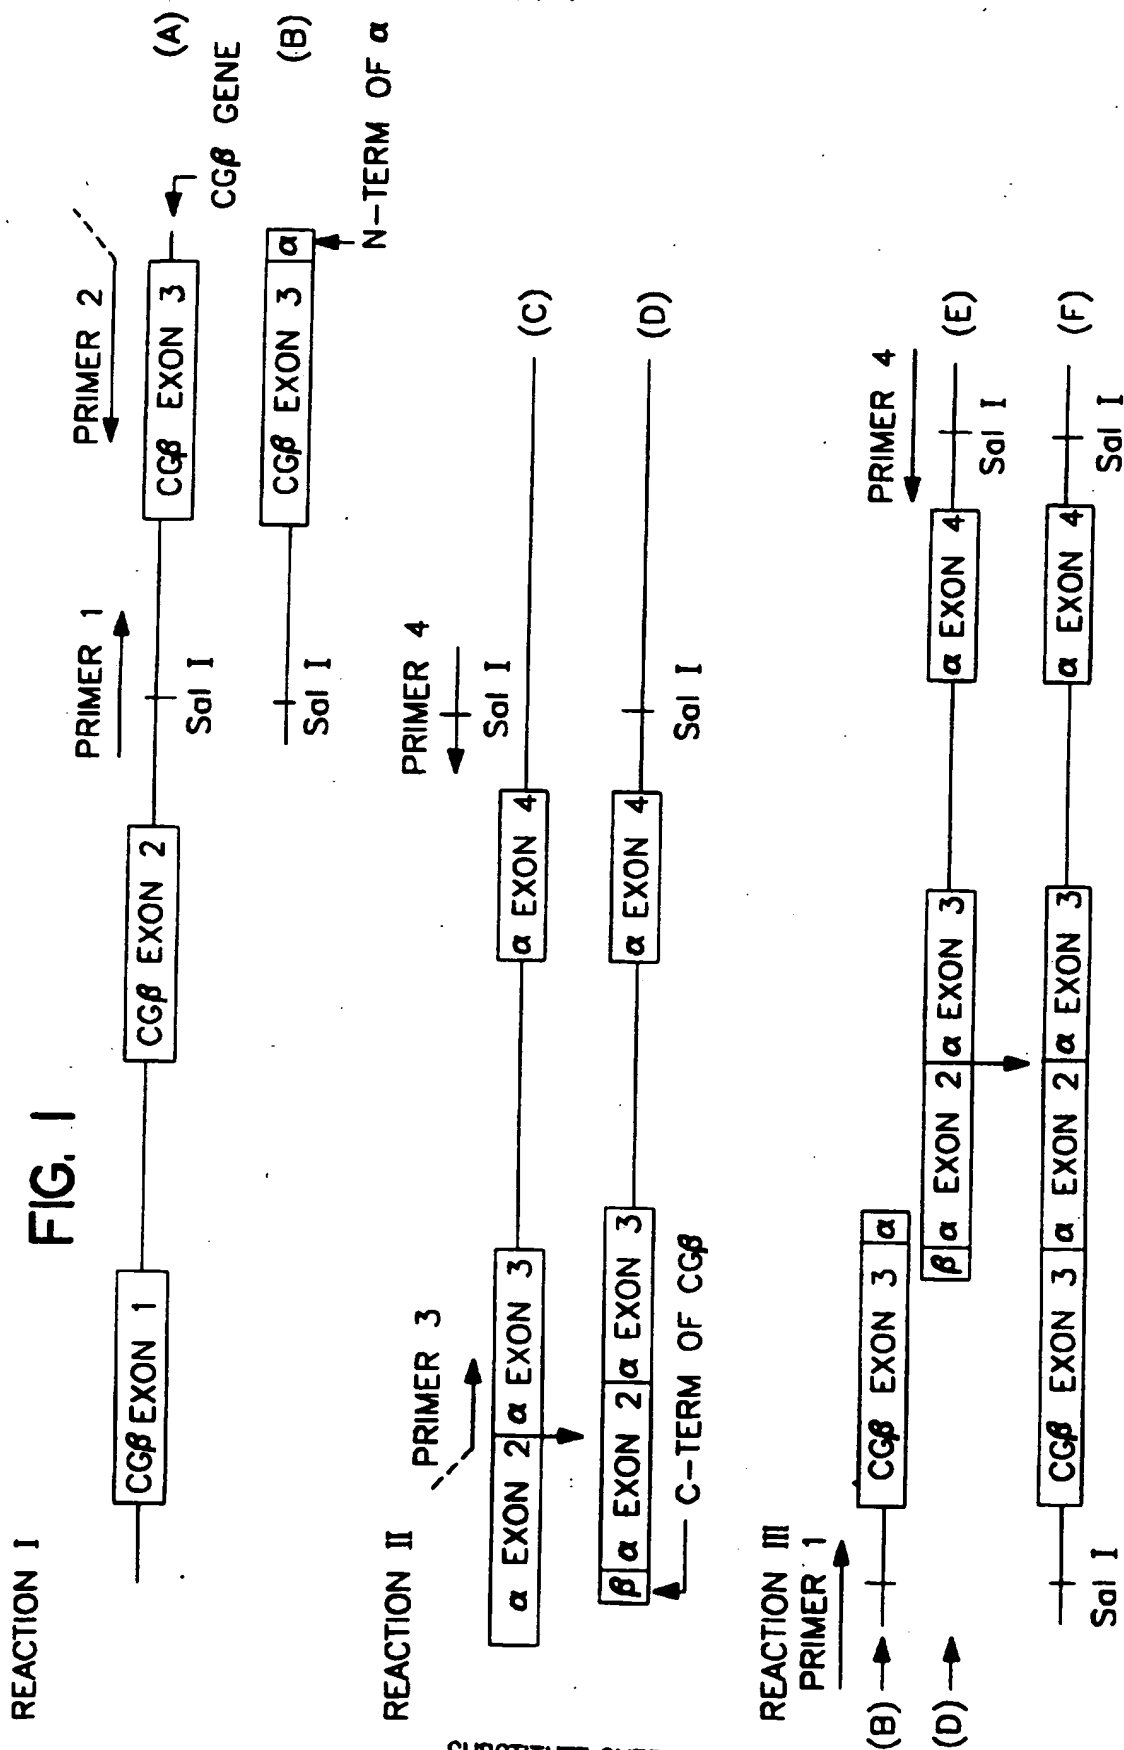 FIG. 1
REACTION I
PRIMER 1
PRIMER 2
CGβ EXON 1
CGβ EXON 2
Sal I
CGβ EXON 3
(A)
CGβ GENE
Sal I
CGβ EXON 3
α
(B)
N-TERM OF α
REACTION II
PRIMER 3
PRIMER 4
Sal I
α EXON 2
α EXON 3
α EXON 4
(C)
β
α EXON 2
α EXON 3
α EXON 4
Sal I
(D)
C-TERM OF CGβ
REACTION III
PRIMER 1
PRIMER 4
(B)
CGβ EXON 3
α
(D)
β
α EXON 2
α EXON 3
α EXON 4
Sal I
(E)
Sal I
CGβ EXON 3
α EXON 2
α EXON 3
α EXON 4
Sal I
(F)